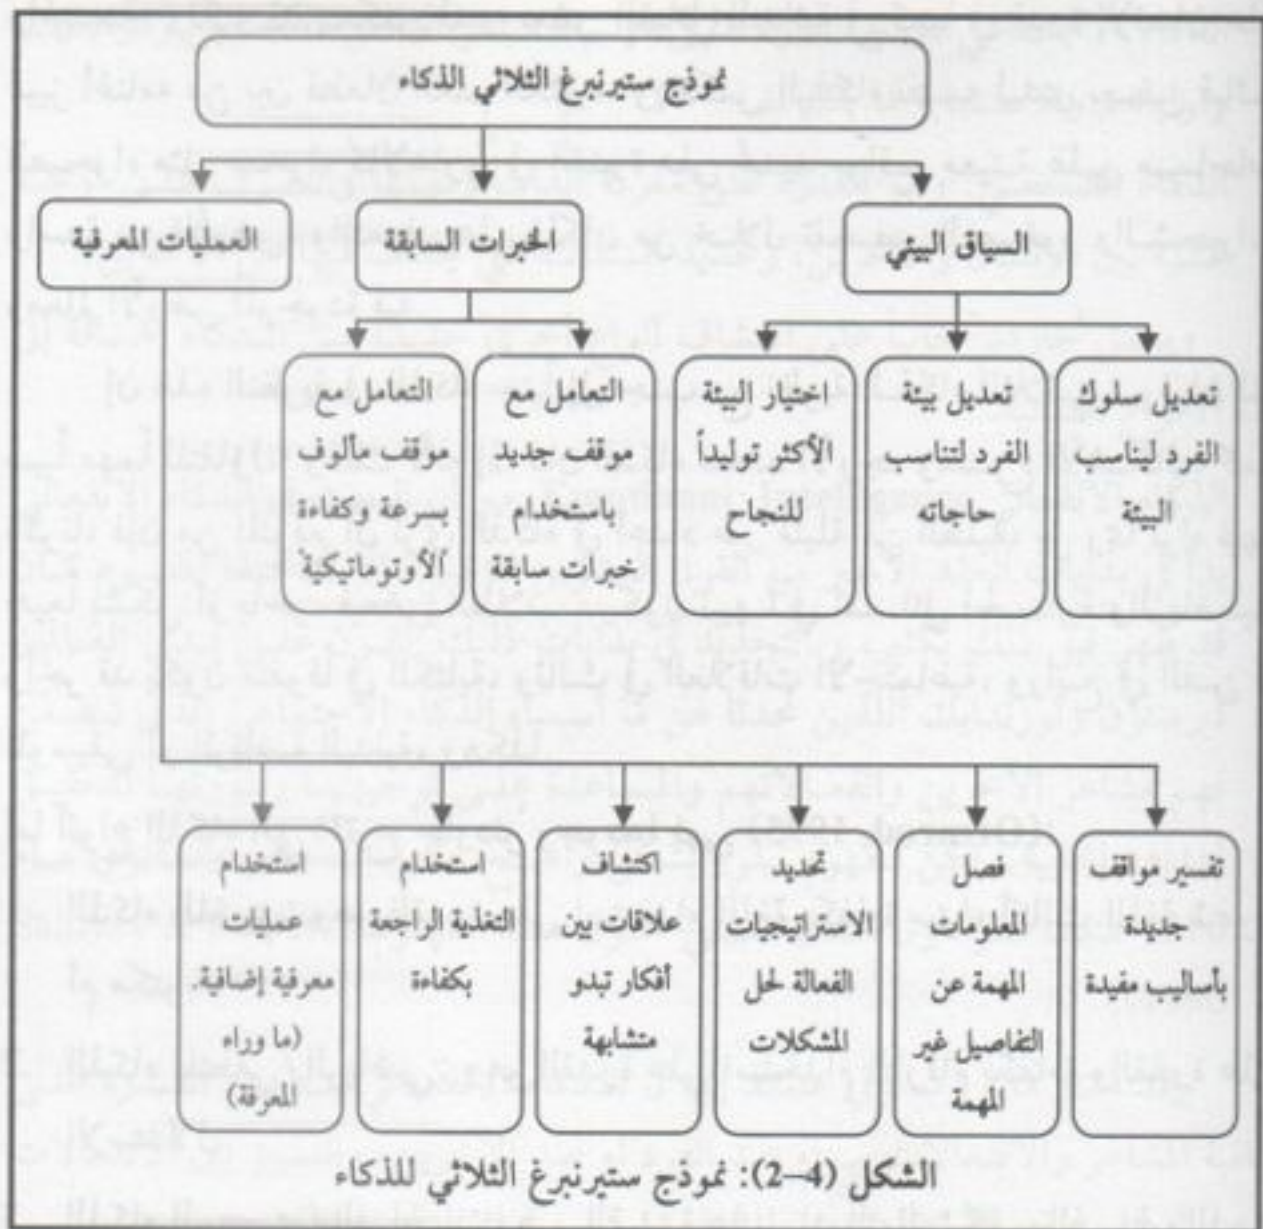 نموذج ستيرنبرغ الثلاثي الذكاء
السياق البيئي
الخبرات السابقة
العمليات المعرفية
تعديل سلوك
الفرد ليناسب
البيئة
تعديل بيئة
الفرد لتناسب
حاجاته
اختيار البيئة
الأكثر توليداً
للنجاح
التعامل مع
موقف جديد
باستخدام
خبرات سابقة
التعامل مع
موقف مألوف
بسرعة وكفاءة
"الأوتوماتيكية"
تفسير مواقف
جديدة
بأساليب مفيدة
فصل
المعلومات
المهمة عن
التفاصيل غير
المهمة
تحديد
الاستراتيجيات
الفعالة لحل
المشكلات
اكتشاف
علاقات بين
أفكار تبدو
متشابهة
استخدام
التغذية الراجعة
بكفاءة
استخدام
عمليات
معرفية إضافية.
(ما وراء
المعرفة)
الشكل (4–2): نموذج ستيرنبرغ الثلاثي للذكاء